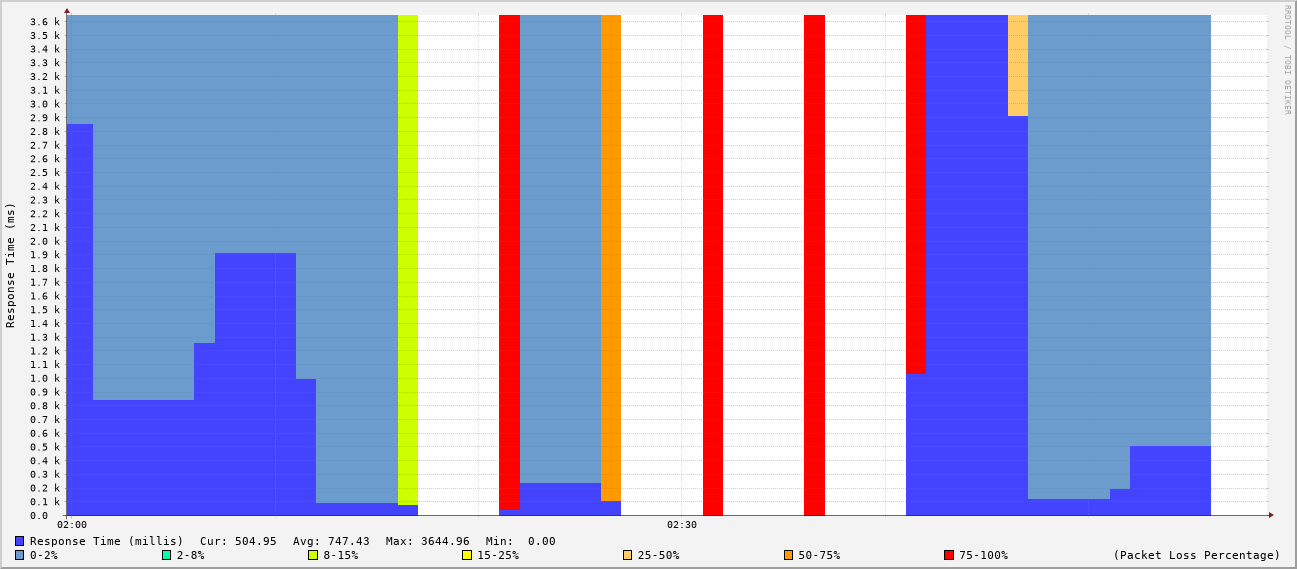 RRDTOOL / TOBI OETIKER
Response Time (ms)
3.6 k
3.5 k
3.4 k
3.3 k
3.2 k
3.1 k
3.0 k
2.9 k
2.8 k
2.7 k
2.6 k
2.5 k
2.4 k
2.3 k
2.2 k
2.1 k
2.0 k
1.9 k
1.8 k
1.7 k
1.6 k
1.5 k
1.4 k
1.3 k
1.2 k
1.1 k
1.0 k
0.9 k
0.8 k
0.7 k
0.6 k
0.5 k
0.4 k
0.3 k
0.2 k
0.1 k
0.0
02:00 02:30
Response Time (millis) Cur: 504.95 Avg: 747.43 Max: 3644.96 Min: 0.00
0-2% 2-8% 8-15% 15-25% 25-50% 50-75% 75-100% (Packet Loss Percentage)